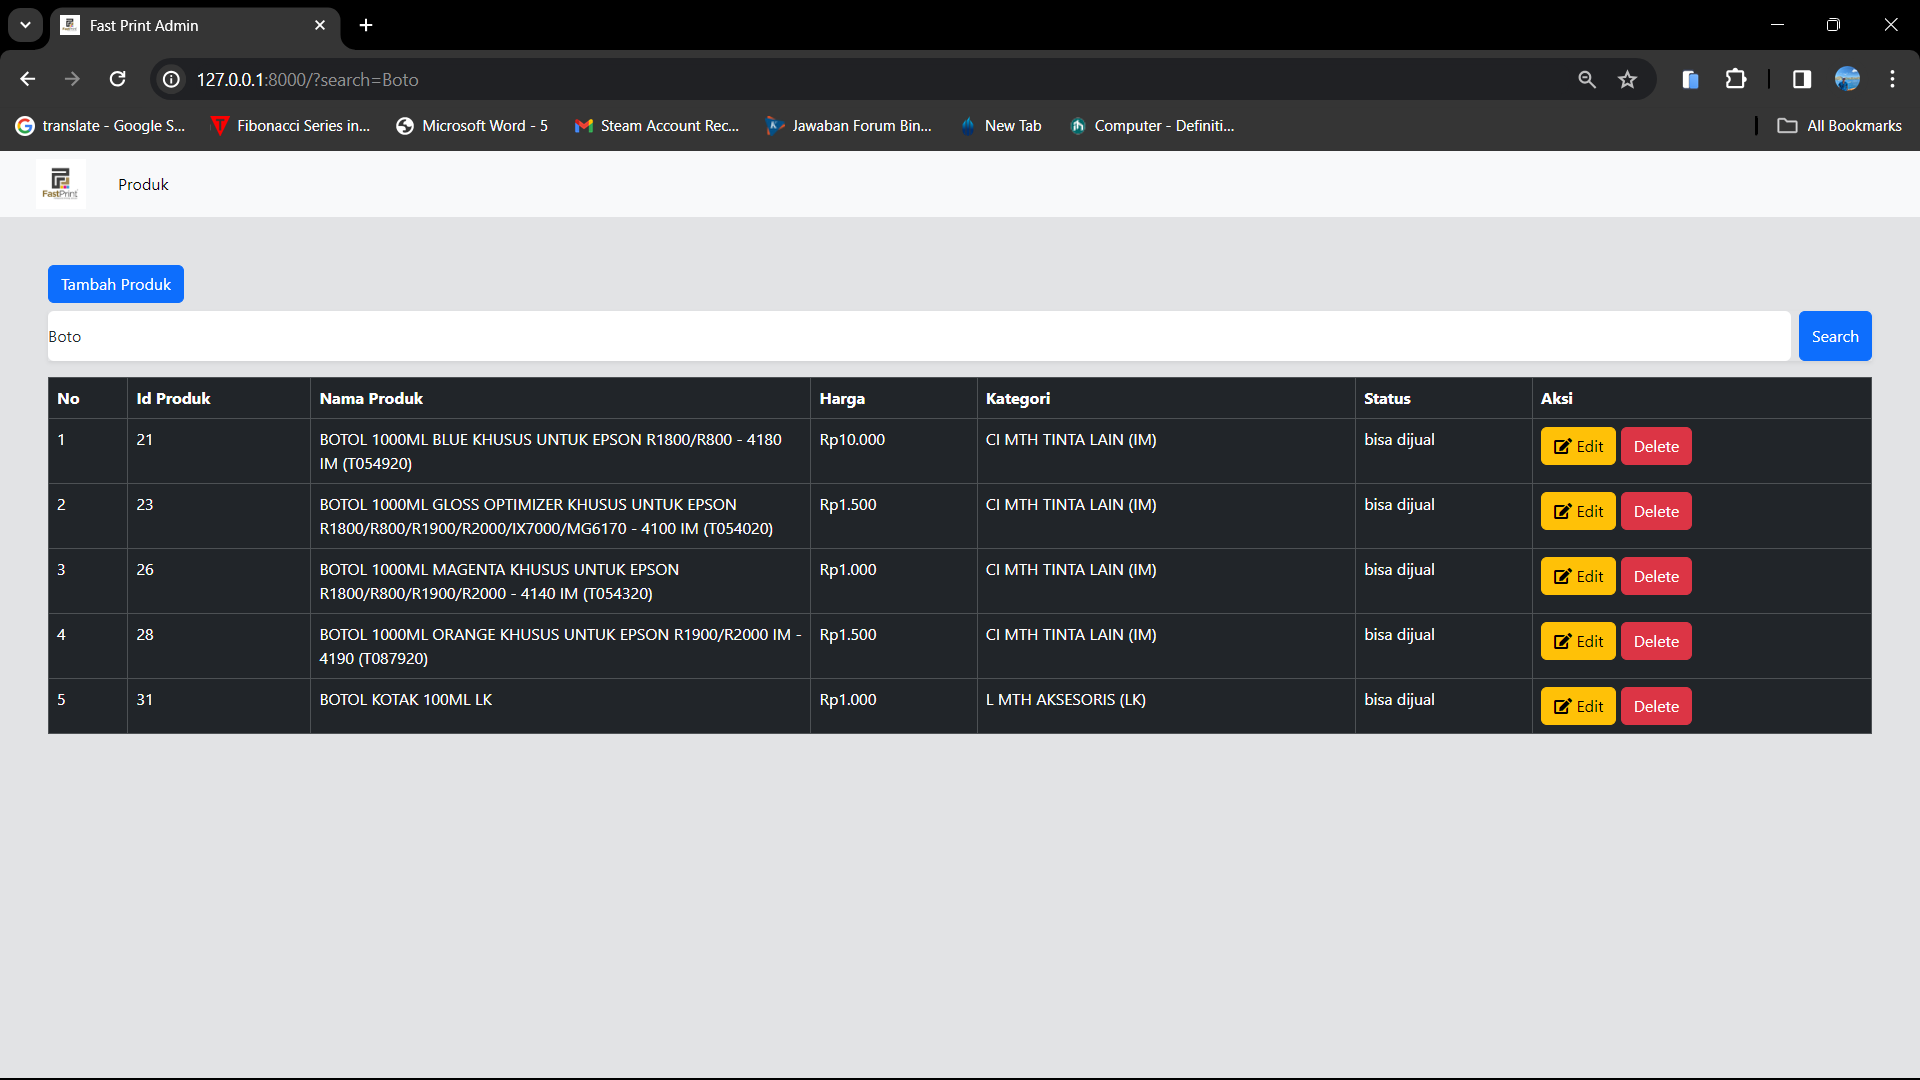 Fast Print Admin
127.0.0.1:8000/?search=Boto
translate - Google S...
Fibonacci Series in...
Microsoft Word - 5
Steam Account Rec...
Jawaban Forum Bin...
New Tab
Computer - Definiti...
All Bookmarks
FastPrint
Produk
Tambah Produk
Boto
Search
No Id Produk Nama Produk Harga Kategori Status Aksi
1 21 BOTOL 1000ML BLUE KHUSUS UNTUK EPSON R1800/R800 - 4180 Rp10.000 CI MTH TINTA LAIN (IM) bisa dijual Edit Delete
IM (T054920)
2 23 BOTOL 1000ML GLOSS OPTIMIZER KHUSUS UNTUK EPSON Rp1.500 CI MTH TINTA LAIN (IM) bisa dijual Edit Delete
R1800/R800/R1900/R2000/IX7000/MG6170 - 4100 IM (T054020)
3 26 BOTOL 1000ML MAGENTA KHUSUS UNTUK EPSON Rp1.000 CI MTH TINTA LAIN (IM) bisa dijual Edit Delete
R1800/R800/R1900/R2000 - 4140 IM (T054320)
4 28 BOTOL 1000ML ORANGE KHUSUS UNTUK EPSON R1900/R2000 IM - Rp1.500 CI MTH TINTA LAIN (IM) bisa dijual Edit Delete
4190 (T087920)
5 31 BOTOL KOTAK 100ML LK Rp1.000 L MTH AKSESORIS (LK) bisa dijual Edit Delete